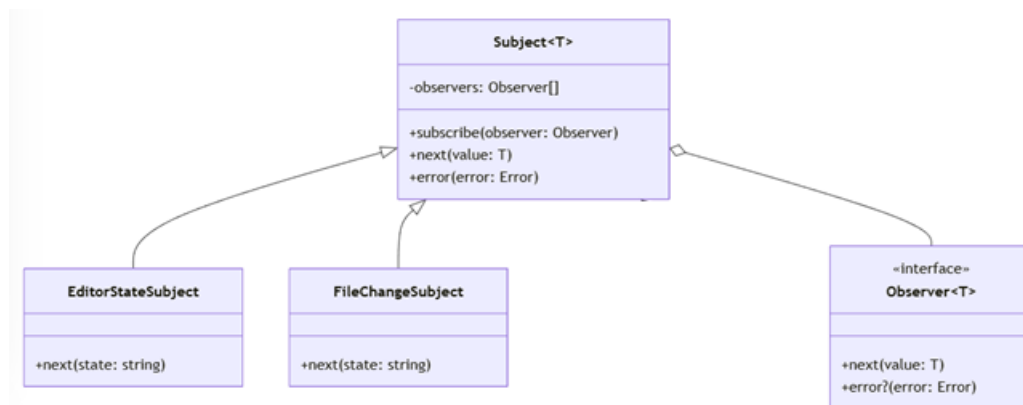 Subject<T>
-observers: Observer[]
+subscribe(observer: Observer)
+next(value: T)
+error(error: Error)
EditorStateSubject
+next(state: string)
FileChangeSubject
+next(state: string)
«interface»
Observer<T>
+next(value: T)
+error?(error: Error)